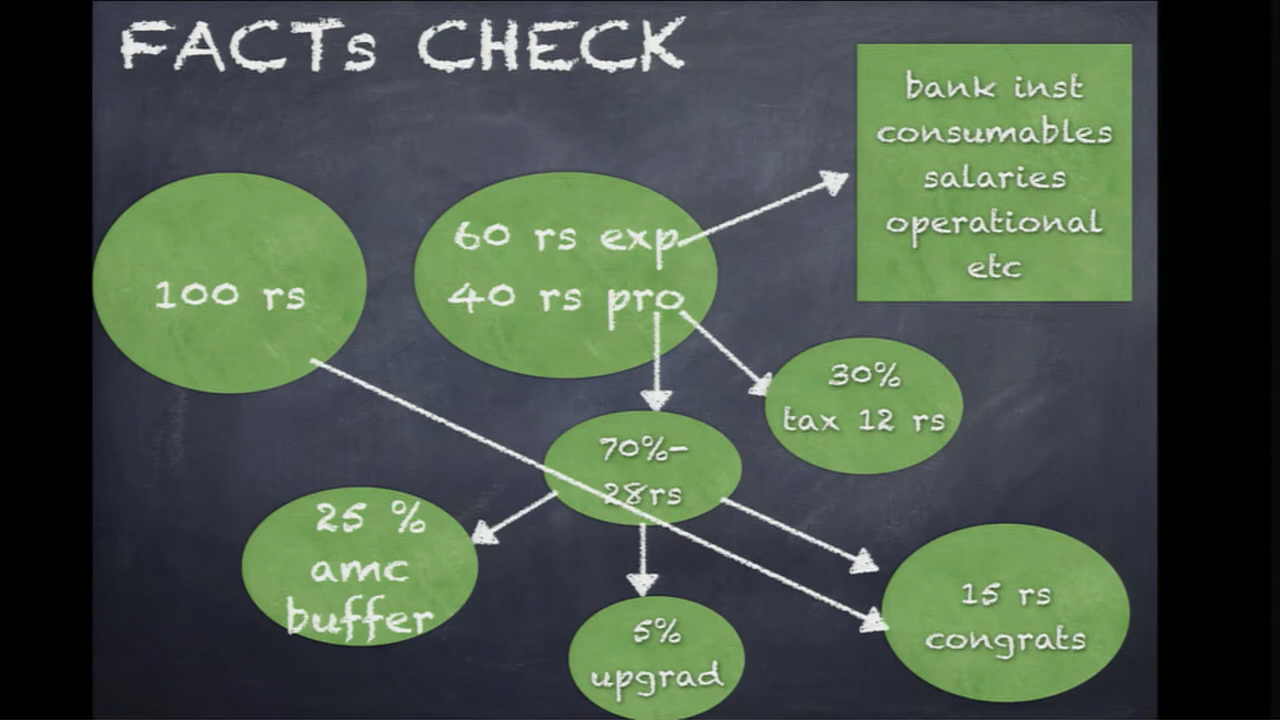 FACTs CHECK
bank inst
consumables
salaries
operational
etc
100 rs
60 rs exp
40 rs pro
30%
tax 12 rs
70%-
28rs
25 %
amc
buffer
5%
upgrad
15 rs
congrats